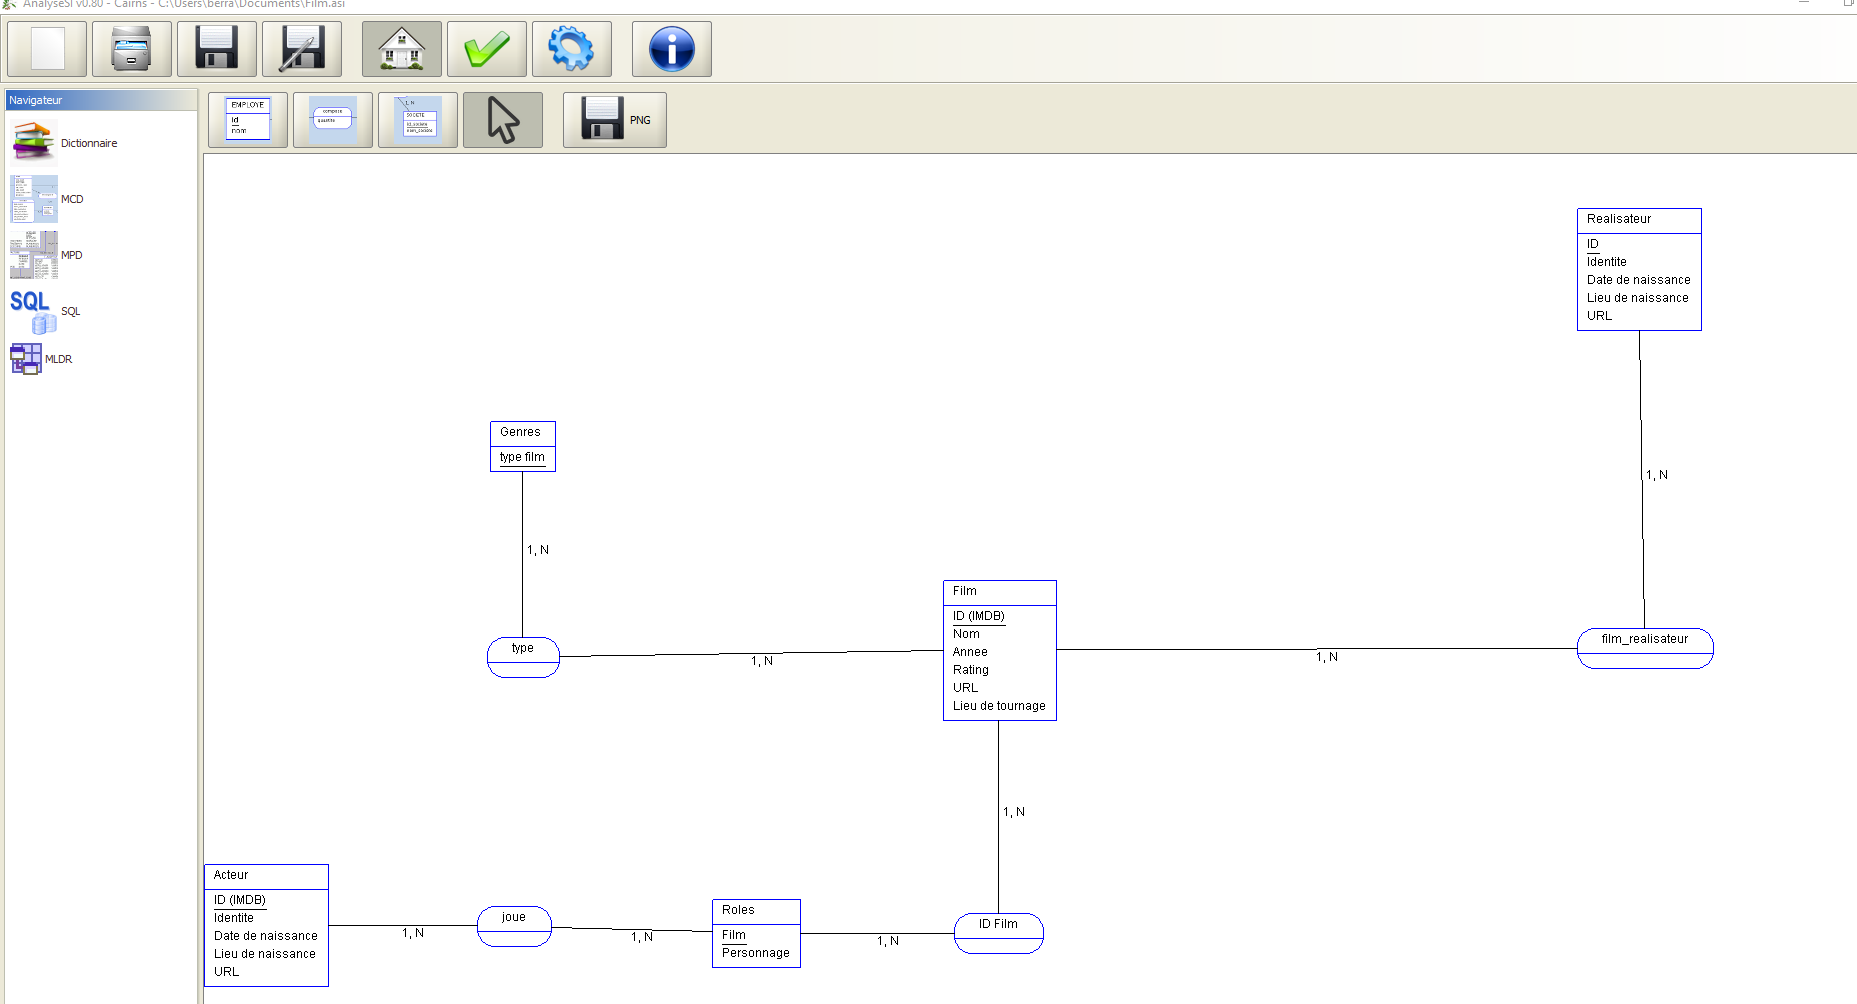 AnalyseSI v0.80 - Cairns - C:\Users\berra\Documents\Film.asi
Navigateur
Dictionnaire
MCD
MPD
SQL
SQL
MLDR
EMPLOYE
id
nom
compose
quantite
1, N
SOCIETE
id_societe
nom_societe
PNG
Realisateur
ID
Identite
Date de naissance
Lieu de naissance
URL
1, N
Genres
type film
1, N
type
1, N
Film
ID (IMDB)
Nom
Annee
Rating
URL
Lieu de tournage
1, N
film_realisateur
1, N
Acteur
ID (IMDB)
Identite
Date de naissance
Lieu de naissance
URL
1, N
joue
1, N
Roles
Film
Personnage
1, N
ID Film